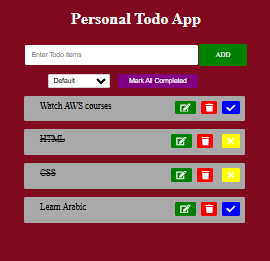 Personal Todo App
Enter Todo items
ADD
Default
Mark All Completed
Watch AWS courses
HTML
CSS
Learn Arabic